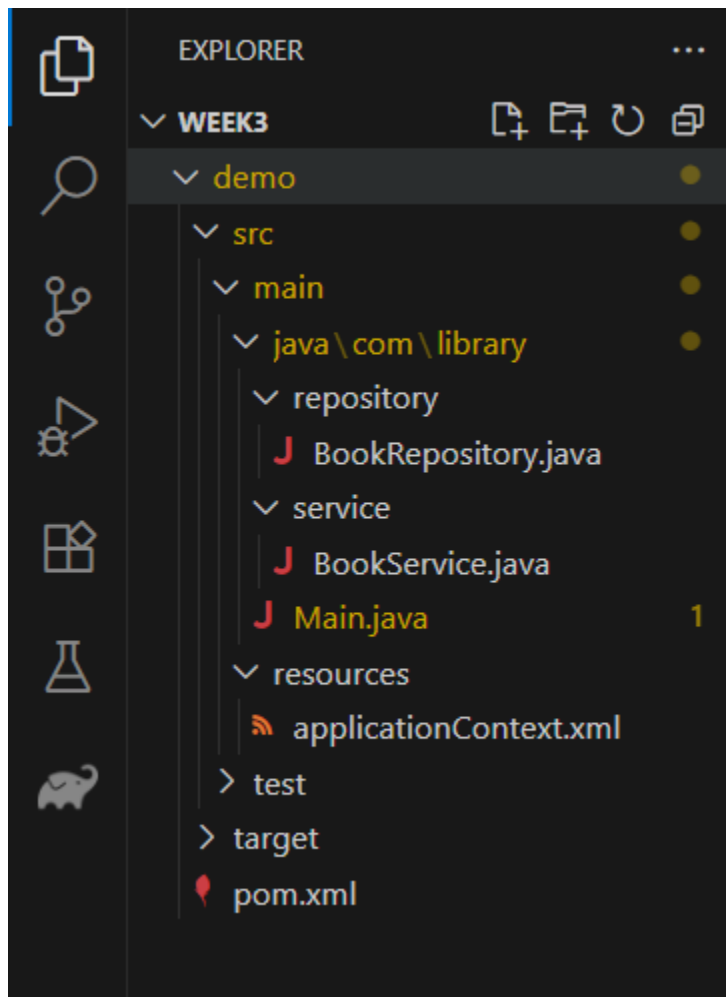 EXPLORER
WEEK3
demo
src
main
java\com\library
repository
BookRepository.java
service
BookService.java
Main.java 1
resources
applicationContext.xml
test
target
pom.xml